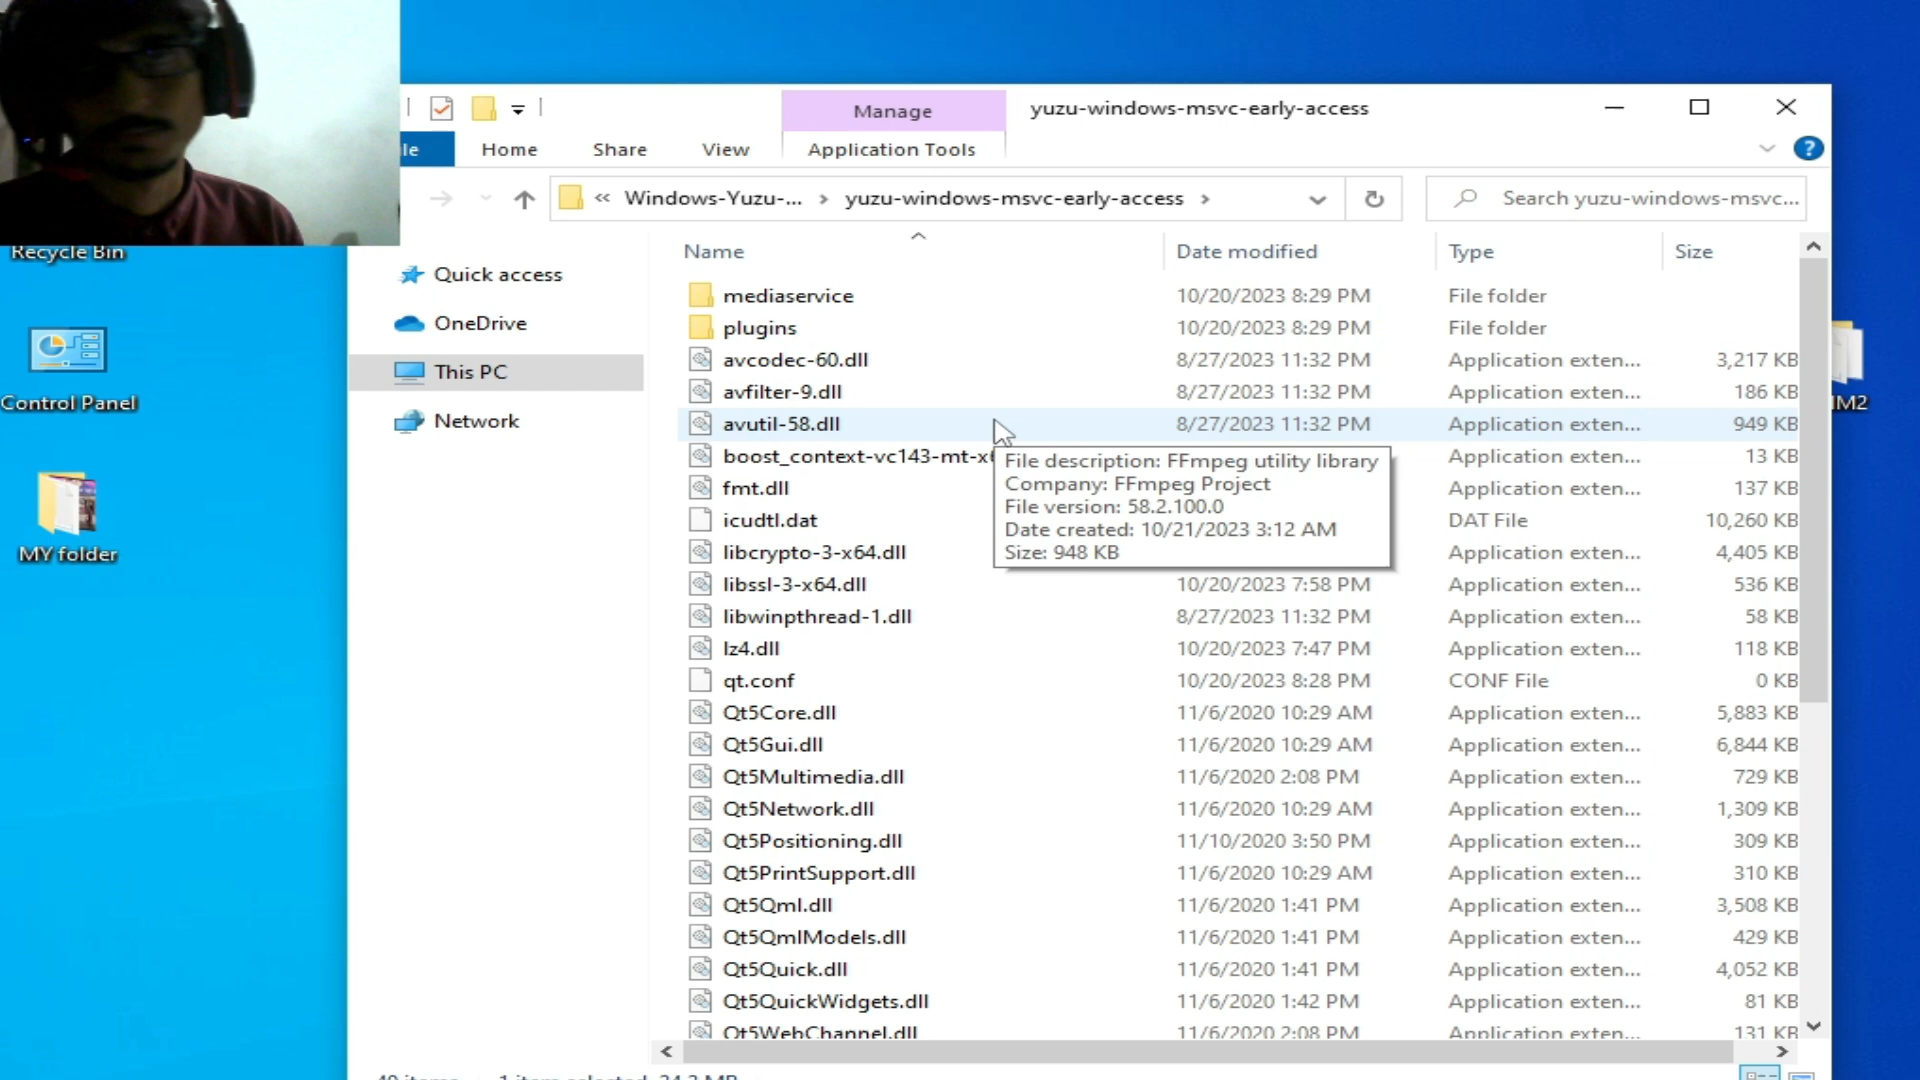 Manage
yuzu-windows-msvc-early-access
Home
Share
View
Application Tools
?
« Windows-Yuzu-... › yuzu-windows-msvc-early-access ›
Search yuzu-windows-msvc...
Recycle Bin
Control Panel
MY folder
Quick access
OneDrive
This PC
Network
Name Date modified Type Size
mediaservice 10/20/2023 8:29 PM File folder
plugins 10/20/2023 8:29 PM File folder
avcodec-60.dll 8/27/2023 11:32 PM Application exten... 3,217 KB
avfilter-9.dll 8/27/2023 11:32 PM Application exten... 186 KB
avutil-58.dll 8/27/2023 11:32 PM Application exten... 949 KB
boost_context-vc143-mt-x6 Application exten... 13 KB
fmt.dll Application exten... 137 KB
icudtl.dat DAT File 10,260 KB
libcrypto-3-x64.dll Application exten... 4,405 KB
libssl-3-x64.dll 10/20/2023 7:58 PM Application exten... 536 KB
libwinpthread-1.dll 8/27/2023 11:32 PM Application exten... 58 KB
lz4.dll 10/20/2023 7:47 PM Application exten... 118 KB
qt.conf 10/20/2023 8:28 PM CONF File 0 KB
Qt5Core.dll 11/6/2020 10:29 AM Application exten... 5,883 KB
Qt5Gui.dll 11/6/2020 10:29 AM Application exten... 6,844 KB
Qt5Multimedia.dll 11/6/2020 2:08 PM Application exten... 729 KB
Qt5Network.dll 11/6/2020 10:29 AM Application exten... 1,309 KB
Qt5Positioning.dll 11/10/2020 3:50 PM Application exten... 309 KB
Qt5PrintSupport.dll 11/6/2020 10:29 AM Application exten... 310 KB
Qt5Qml.dll 11/6/2020 1:41 PM Application exten... 3,508 KB
Qt5QmlModels.dll 11/6/2020 1:41 PM Application exten... 429 KB
Qt5Quick.dll 11/6/2020 1:41 PM Application exten... 4,052 KB
Qt5QuickWidgets.dll 11/6/2020 1:42 PM Application exten... 81 KB
Qt5WebChannel.dll 11/6/2020 2:08 PM Application exten... 131 KB
File description: FFmpeg utility library
Company: FFmpeg Project
File version: 58.2.100.0
Date created: 10/21/2023 3:12 AM
Size: 948 KB